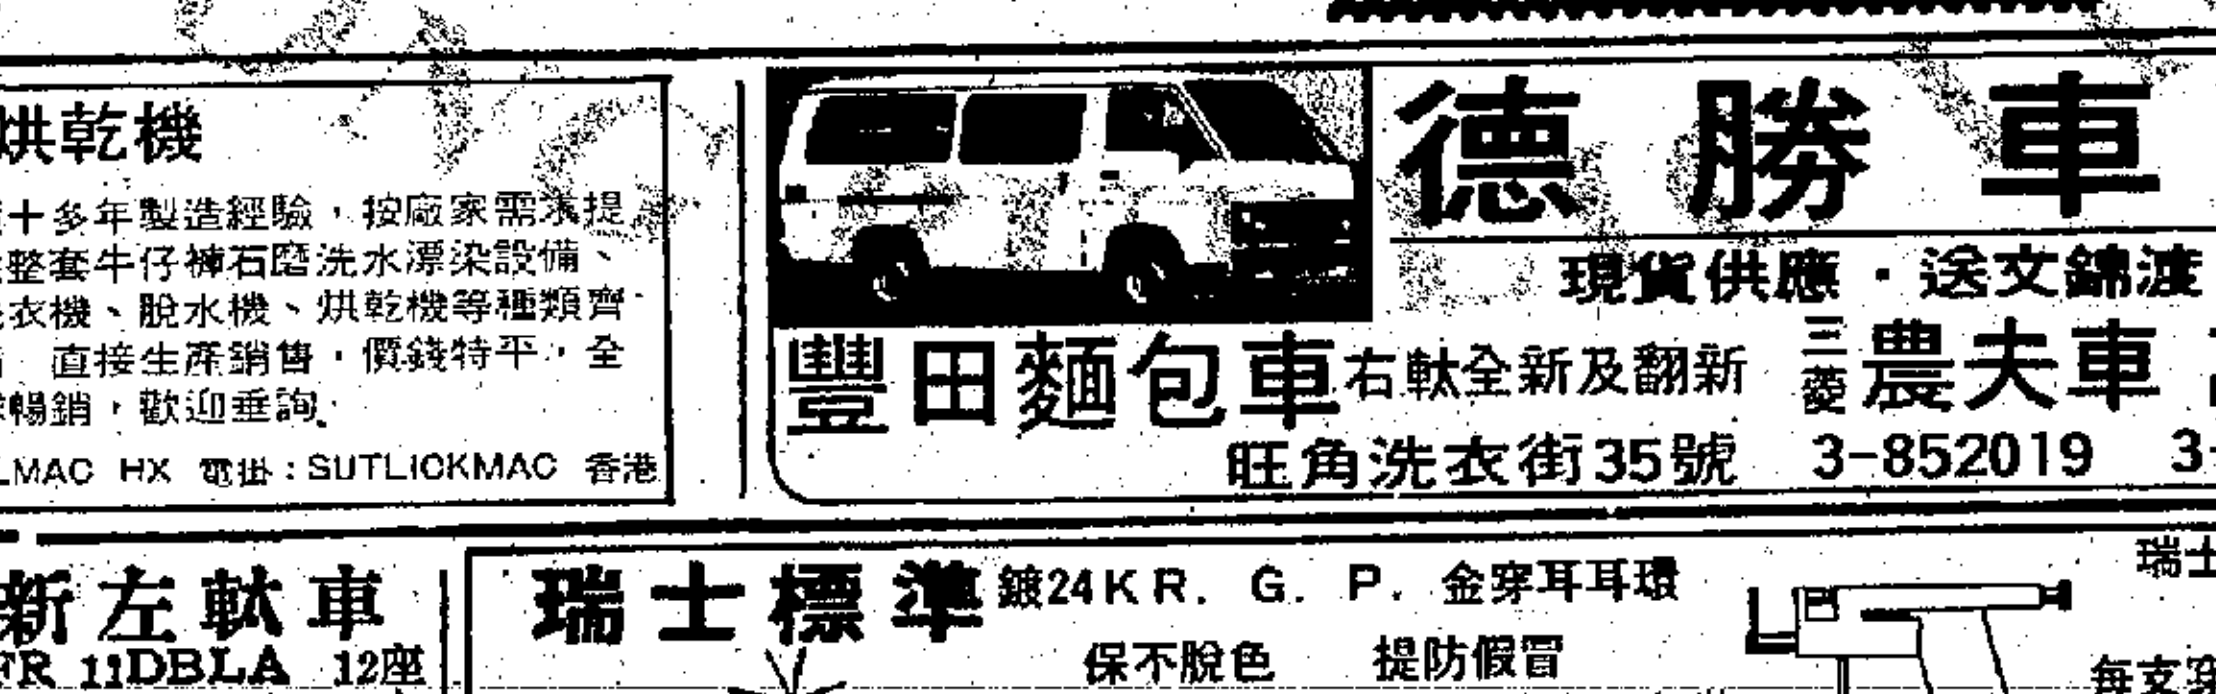 烘乾機
十多年製造經驗，按廠家需求提
整套牛仔褲石磨洗水漂染設備、
衣機、脫水機、烘乾機等種類齊
直接生產銷售，價錢特平，全
暢銷，歡迎垂詢。
LMAC HX 電掛：SUTLICKMAC 香港
德勝車
現貨供應．送文錦渡
豐田麵包車右軚全新及翻新
三菱農夫車
旺角洗衣街35號 3-852019 3-
新左軚車
FR 11DBLA 12座
瑞士標準鍍24K R. G. P. 金穿耳耳環
保不脫色 提防假冒
瑞士
每支